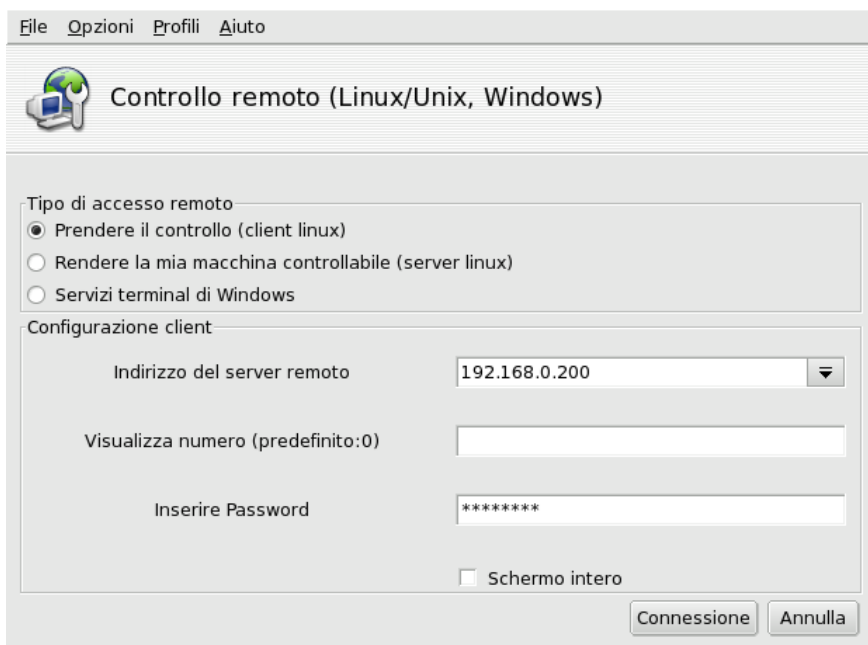 File Opzioni Profili Aiuto
Controllo remoto (Linux/Unix, Windows)
Tipo di accesso remoto
Prendere il controllo (client linux)
Rendere la mia macchina controllabile (server linux)
Servizi terminal di Windows
Configurazione client
Indirizzo del server remoto 192.168.0.200
Visualizza numero (predefinito:0)
Inserire Password ********
Schermo intero
Connessione Annulla